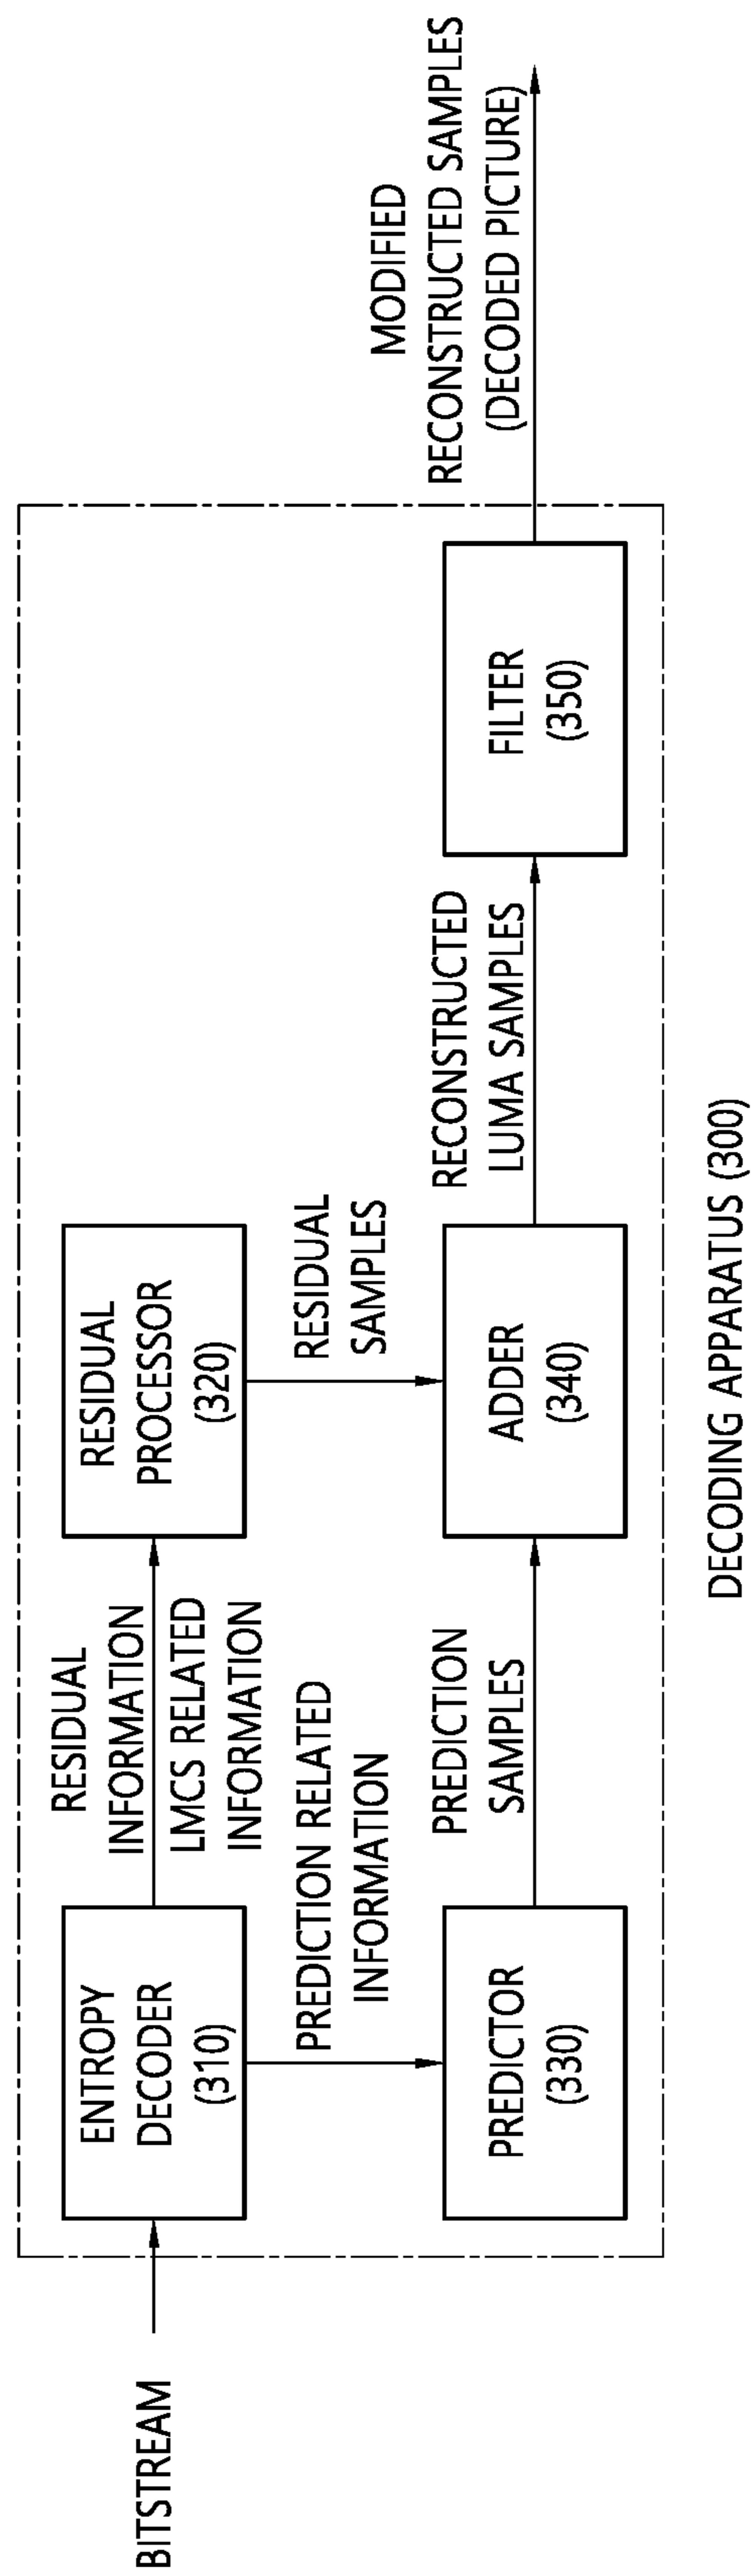 BITSTREAM
ENTROPY
DECODER
(310)
RESIDUAL
INFORMATION
LMCS RELATED
INFORMATION
RESIDUAL
PROCESSOR
(320)
PREDICTION RELATED
INFORMATION
RESIDUAL
SAMPLES
PREDICTOR
(330)
PREDICTION
SAMPLES
ADDER
(340)
RECONSTRUCTED
LUMA SAMPLES
FILTER
(350)
MODIFIED
RECONSTRUCTED SAMPLES
(DECODED PICTURE)
DECODING APPARATUS (300)